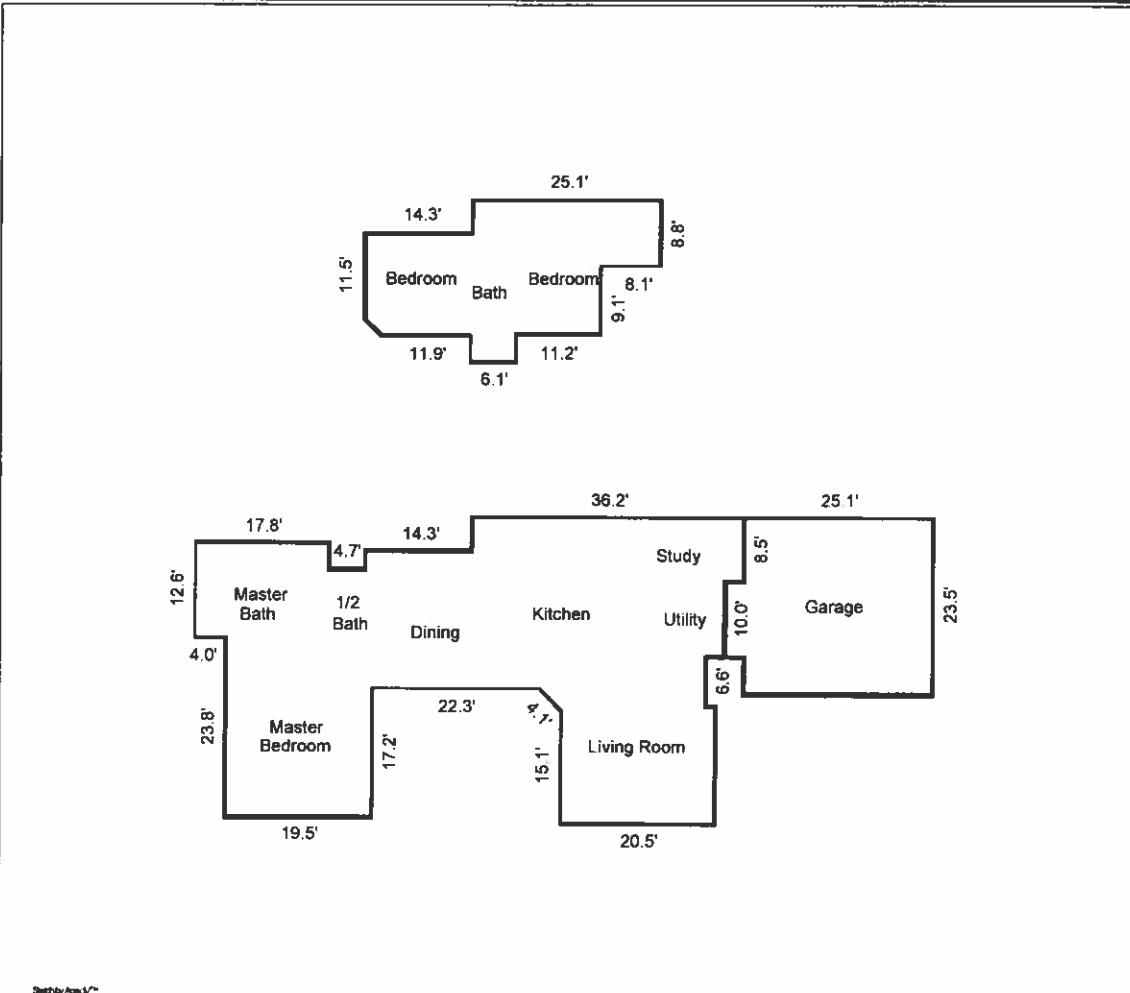 25.1'
14.3'
8.8'
11.5'
Bedroom
Bath
Bedroom
8.1'
9.1'
11.9'
11.2'
6.1'
36.2'
25.1'
17.8'
4.7'
14.3'
8.5'
Study
12.6'
Master
Bath
1/2
Bath
Dining
Kitchen
Utility
10.0'
Garage
23.5'
4.0'
6.6'
22.3'
4.1'
23.8'
Master
Bedroom
17.2'
15.1'
Living Room
19.5'
20.5'